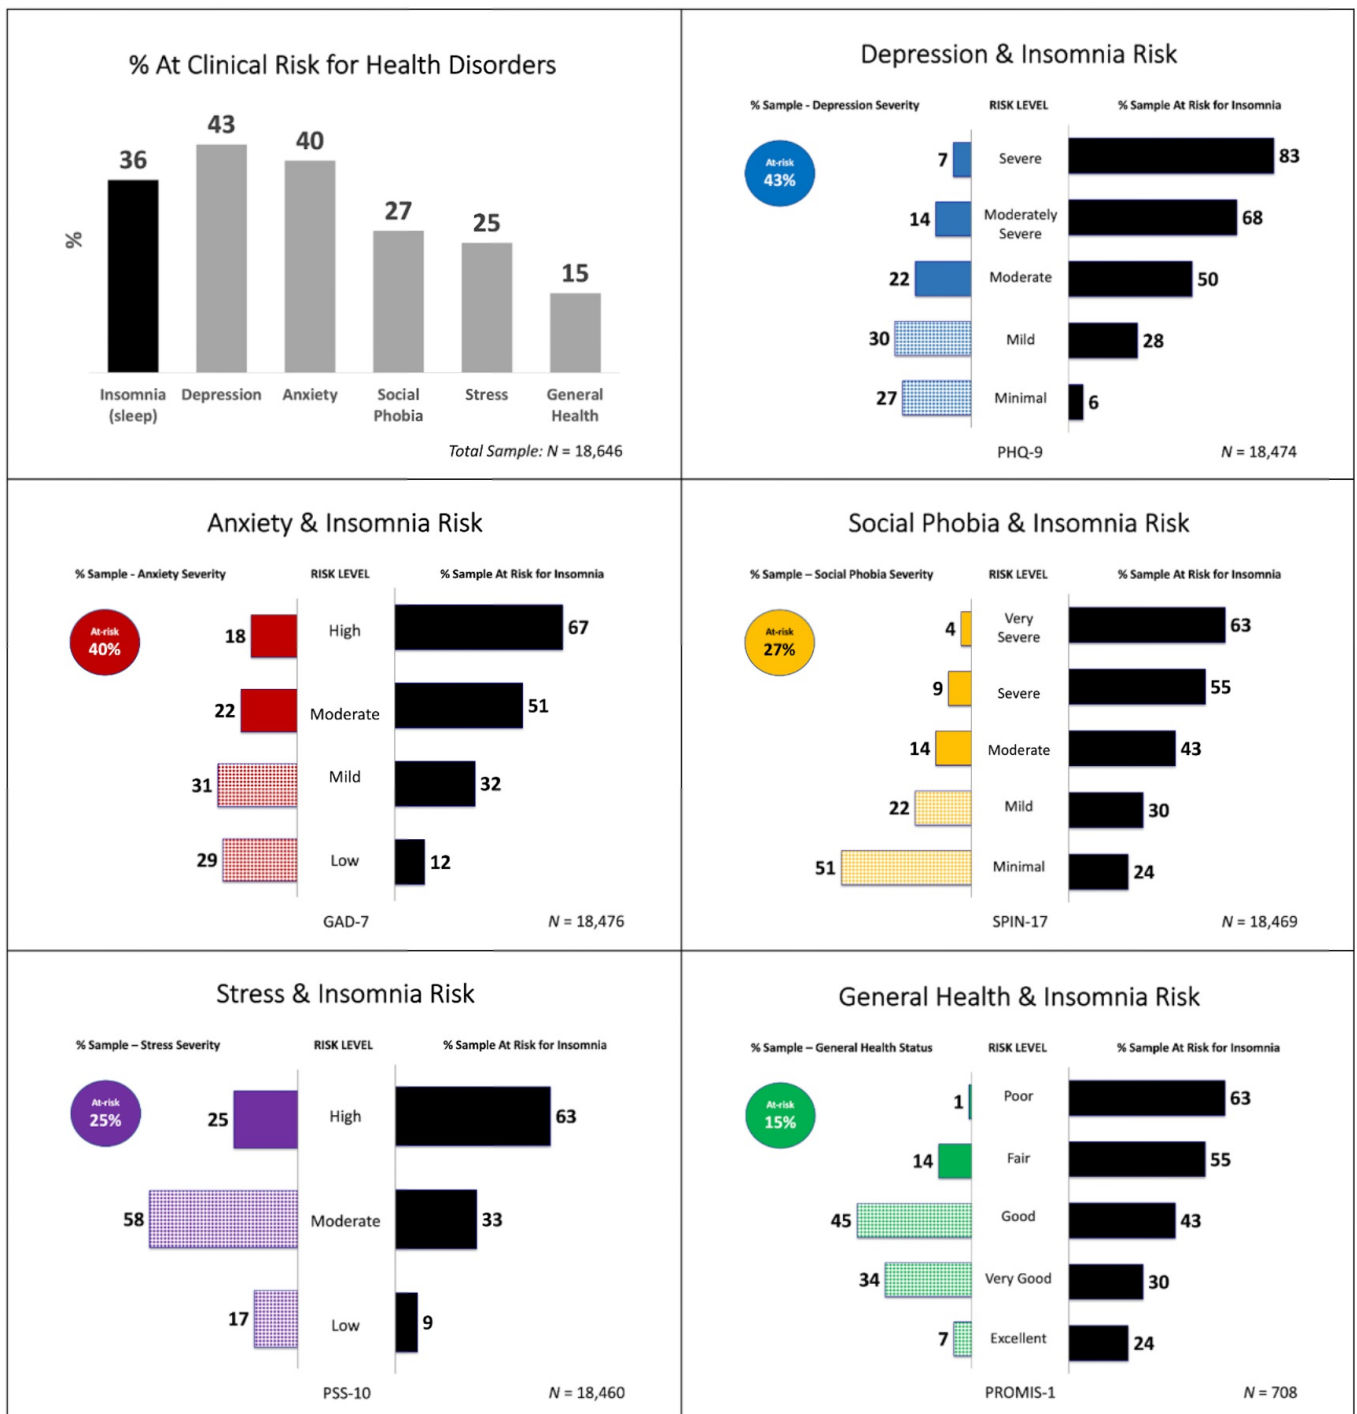 % At Clinical Risk for Health Disorders
%
36
43
40
27
25
15
Insomnia (sleep)
Depression
Anxiety
Social Phobia
Stress
General Health
Total Sample: N = 18,646
Depression & Insomnia Risk
% Sample - Depression Severity RISK LEVEL % Sample At Risk for Insomnia
At-risk
43%
7 Severe 83
14 Moderately Severe 68
22 Moderate 50
30 Mild 28
27 Minimal 6
PHQ-9 N = 18,474
Anxiety & Insomnia Risk
% Sample - Anxiety Severity RISK LEVEL % Sample At Risk for Insomnia
At-risk
40%
18 High 67
22 Moderate 51
31 Mild 32
29 Low 12
GAD-7 N = 18,476
Social Phobia & Insomnia Risk
% Sample – Social Phobia Severity RISK LEVEL % Sample At Risk for Insomnia
At-risk
27%
4 Very Severe 63
9 Severe 55
14 Moderate 43
22 Mild 30
51 Minimal 24
SPIN-17 N = 18,469
Stress & Insomnia Risk
% Sample – Stress Severity RISK LEVEL % Sample At Risk for Insomnia
At-risk
25%
25 High 63
58 Moderate 33
17 Low 9
PSS-10 N = 18,460
General Health & Insomnia Risk
% Sample – General Health Status RISK LEVEL % Sample At Risk for Insomnia
At-risk
15%
1 Poor 63
14 Fair 55
45 Good 43
34 Very Good 30
7 Excellent 24
PROMIS-1 N = 708